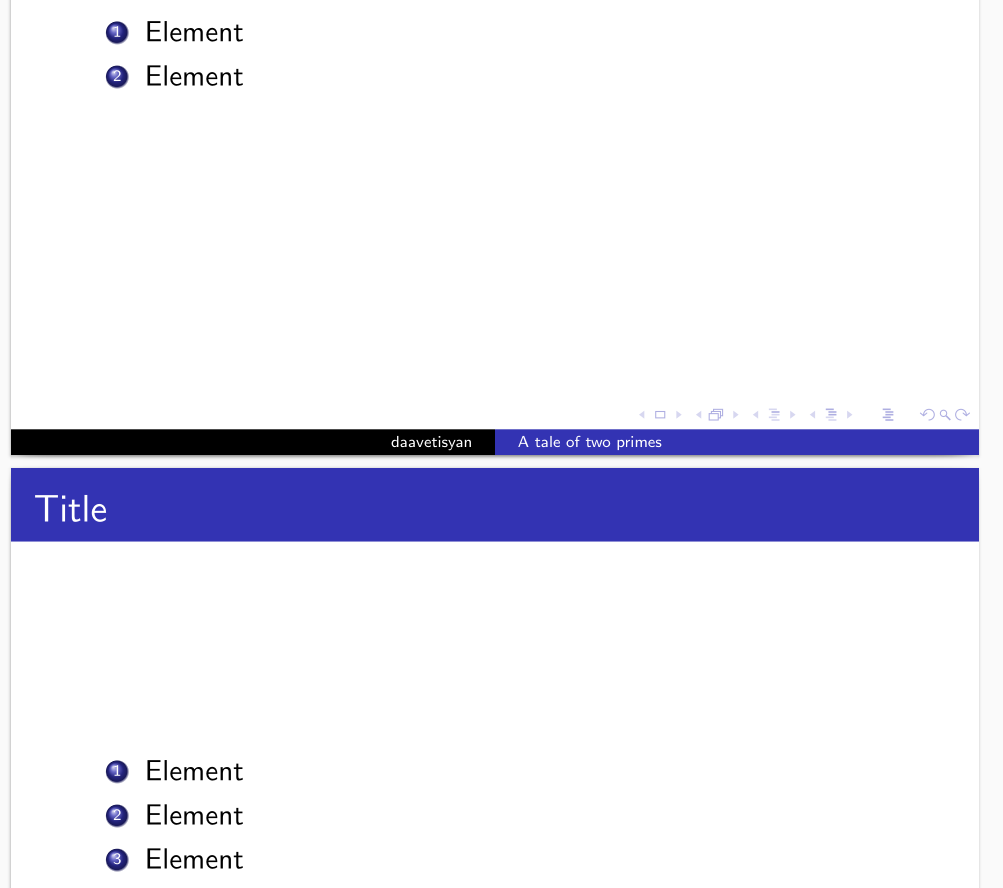 1 Element
2 Element
daavetisyan A tale of two primes
Title
1 Element
2 Element
3 Element